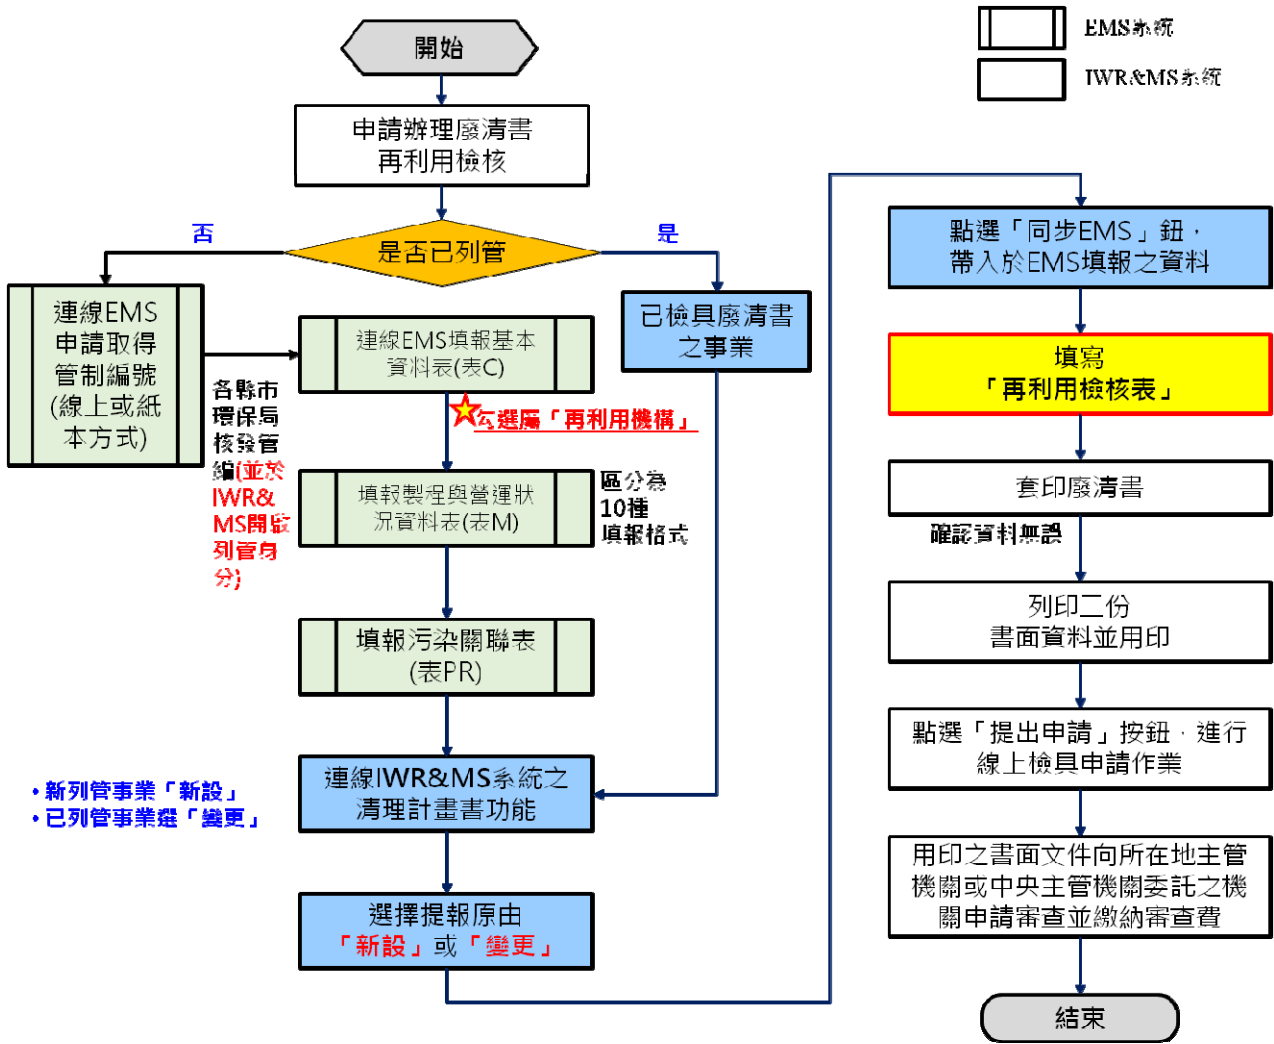 開始
EMS系統
IWR&MS系統
申請辦理廢清書
再利用檢核
是否已列管
否
是
連線EMS
申請取得
管制編號
(線上或紙
本方式)
各縣市
環保局
核發管
編(並於
IWR&
MS開啟
列管身
分)
連線EMS填報基本
資料表(表C)
勾選屬「再利用機構」
填報製程與營運狀
況資料表(表M)
區分為
10種
填報格式
填報污染關聯表
(表PR)
已檢具廢清書
之事業
連線IWR&MS系統之
清理計畫書功能
• 新列管事業「新設」
• 已列管事業選「變更」
選擇提報原由
「新設」或「變更」
點選「同步EMS」鈕，
帶入於EMS填報之資料
填寫
「再利用檢核表」
套印廢清書
確認資料無誤
列印二份
書面資料並用印
點選「提出申請」按鈕，進行
線上檢具申請作業
用印之書面文件向所在地主管
機關或中央主管機關委託之機
關申請審查並繳納審查費
結束